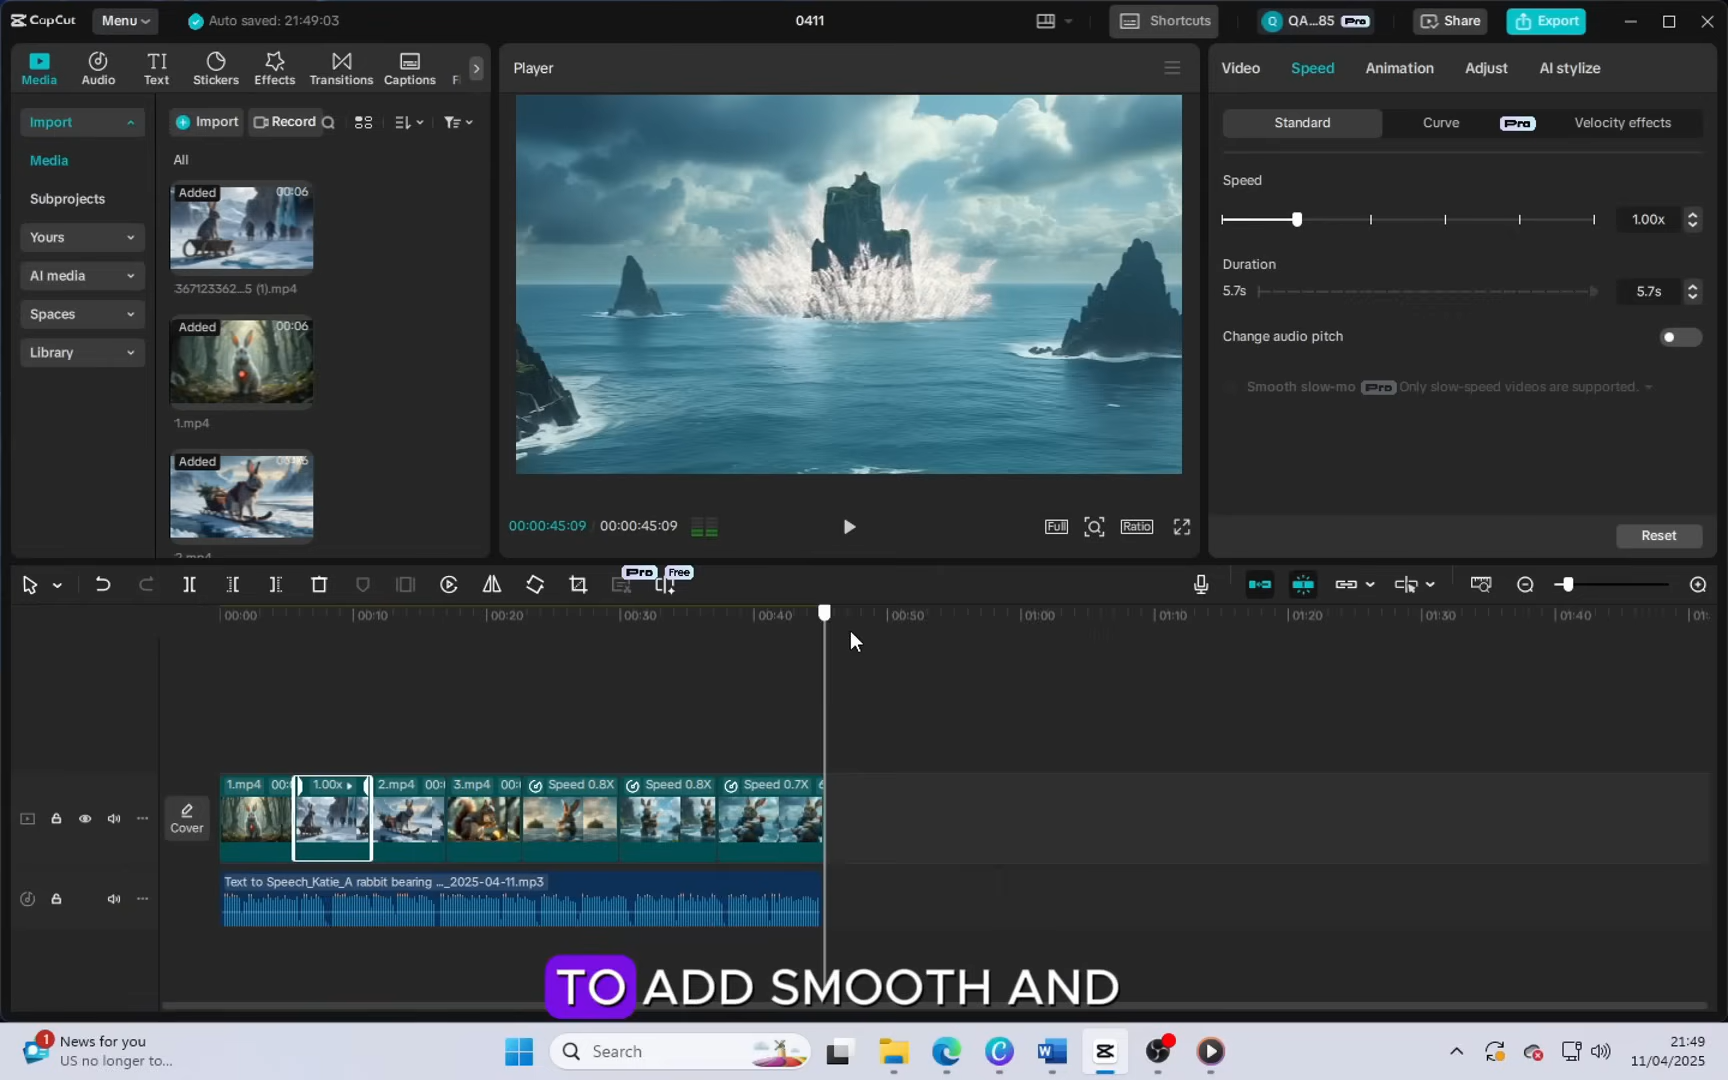 CapCut
Menu
Auto saved: 21:49:03
0411
Shortcuts
Q
QA...85
Pro
Share
Export
Media
Audio
Text
Stickers
Effects
Transitions
Captions
Import
Media
Subprojects
Yours
AI media
Spaces
Library
Import
Record
All
Added
00:06
367123362...5 (1).mp4
Added
00:06
1.mp4
Added
2.mp4
Player
00:00:45:09
00:00:45:09
Full
Ratio
Video
Speed
Animation
Adjust
AI stylize
Standard
Curve
Pro
Velocity effects
Speed
1.00x
Duration
5.7s
5.7s
Change audio pitch
Smooth slow-mo
Pro
Only slow-speed videos are supported.
Reset
Pro
Free
00:00
00:10
00:20
00:30
00:40
00:50
01:00
01:10
01:20
01:30
01:40
Cover
1.mp4
1.00x
2.mp4
00:
3.mp4
Speed 0.8X
Speed 0.8X
Speed 0.7X
Text to Speech_Katie_A rabbit bearing ..._2025-04-11.mp3
TO ADD SMOOTH AND
1
News for you
US no longer to...
Search
21:49
11/04/2025